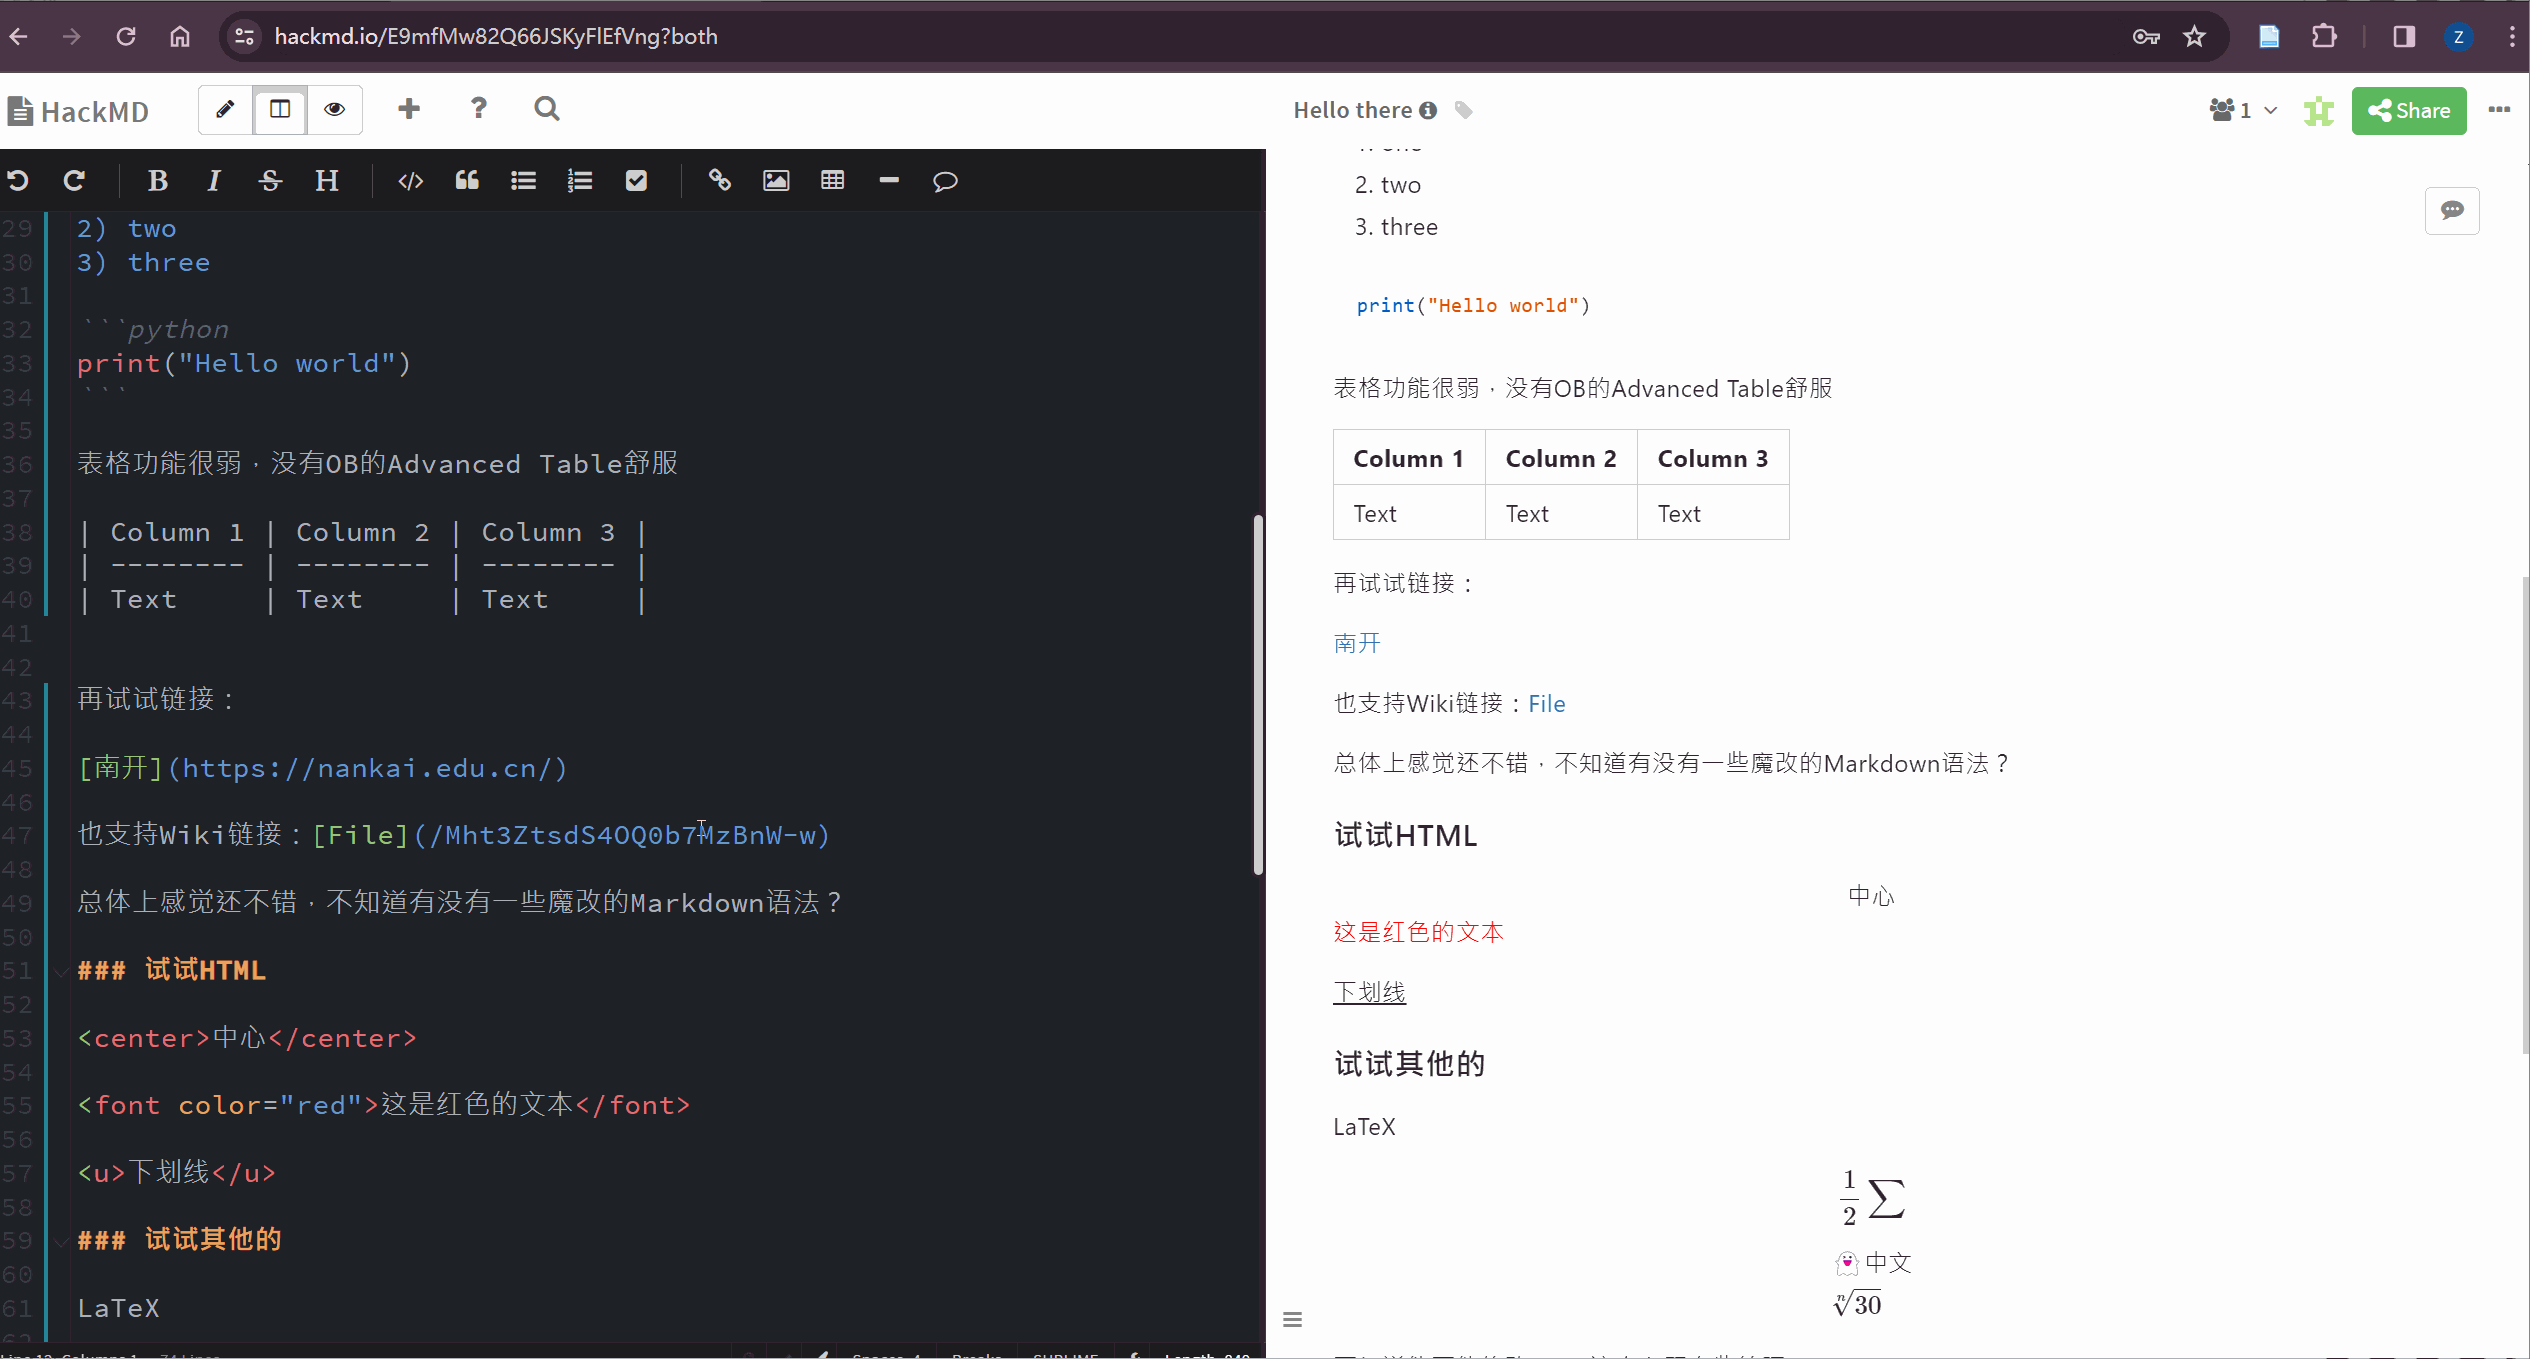 hackmd.io/E9mfMw82Q66JSKyFlEfVng?both
Z
HackMD
Hello there
1
Share
B I S H
29 2) two
30 3) three
31
32 ```python
33 print("Hello world")
34 ```
35
36 表格功能很弱，没有OB的Advanced Table舒服
37
38 | Column 1 | Column 2 | Column 3 |
39 | -------- | -------- | -------- |
40 | Text | Text | Text |
41
42
43 再试试链接：
44
45 [南开](https://nankai.edu.cn/)
46
47 也支持Wiki链接：[File](/Mht3ZtsdS4OQ0b7MzBnW-w)
48
49 总体上感觉还不错，不知道有没有一些魔改的Markdown语法？
50
51 ### 试试HTML
52
53 <center>中心</center>
54
55 <font color="red">这是红色的文本</font>
56
57 <u>下划线</u>
58
59 ### 试试其他的
60
61 LaTeX
2. two
3. three
print("Hello world")
表格功能很弱，没有OB的Advanced Table舒服
Column 1 Column 2 Column 3
Text Text Text
再试试链接：
南开
也支持Wiki链接：File
总体上感觉还不错，不知道有没有一些魔改的Markdown语法？
试试HTML
中心
这是红色的文本
下划线
试试其他的
LaTeX
1
2 ∑
👻 中文
ⁿ√30